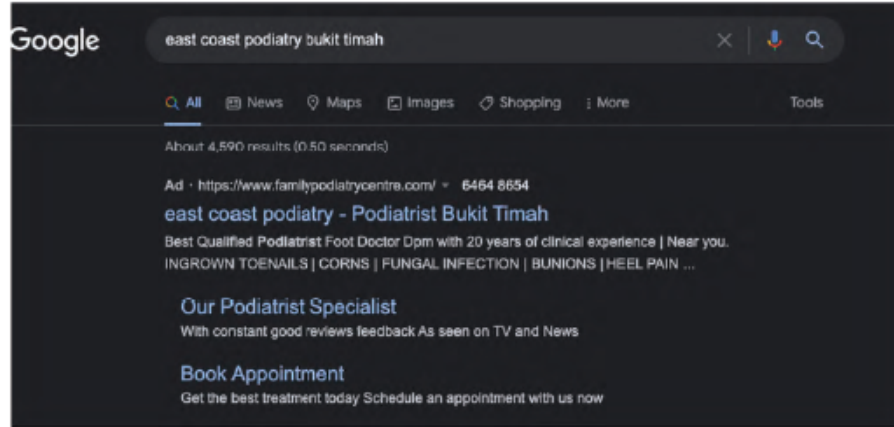 Google
east coast podiatry bukit timah
All News Maps Images Shopping More Tools
About 4,590 results (0.50 seconds)
Ad · https://www.familypodiatrycentre.com/ 6464 8654
east coast podiatry - Podiatrist Bukit Timah
Best Qualified Podiatrist Foot Doctor Dpm with 20 years of clinical experience | Near you.
INGROWN TOENAILS | CORNS | FUNGAL INFECTION | BUNIONS | HEEL PAIN ...
Our Podiatrist Specialist
With constant good reviews feedback As seen on TV and News
Book Appointment
Get the best treatment today Schedule an appointment with us now